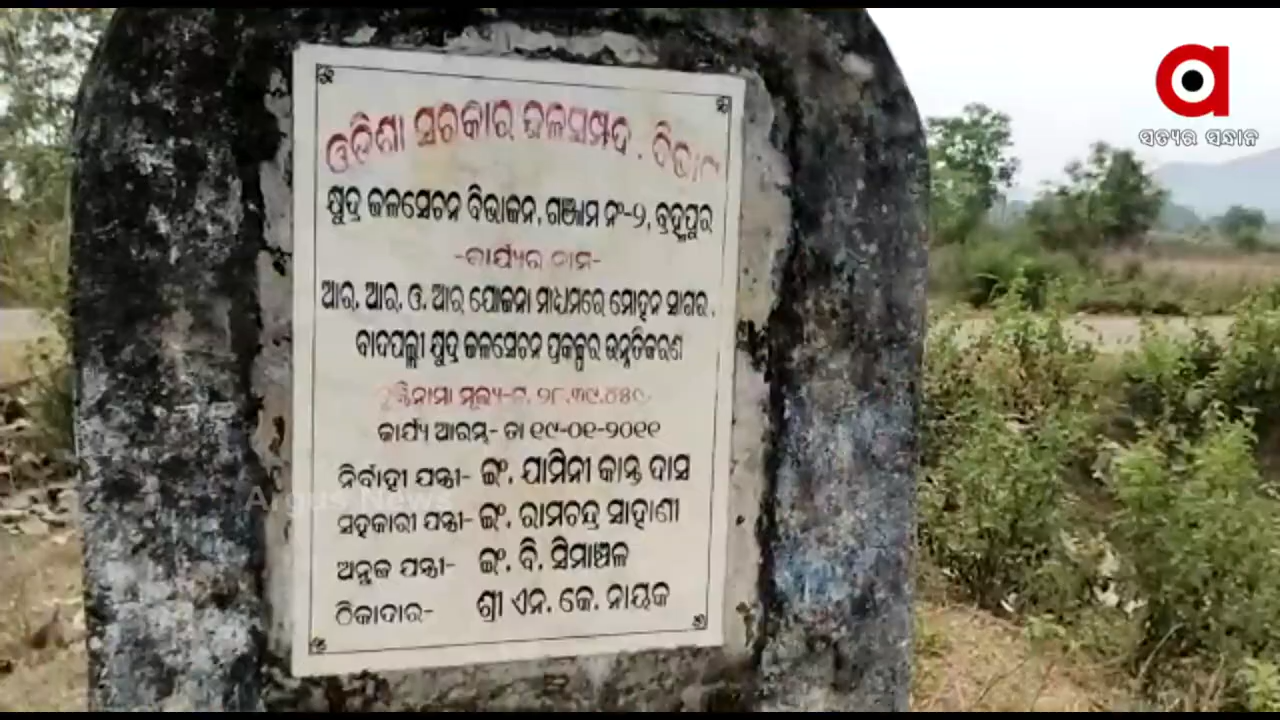 ଓଡିଶା ସରକାର ଜଳସମ୍ପଦ . ବିଭାଗ
କ୍ଷୁଦ୍ର ଜଳସେଚନ ବିଭାଜନ, ଗଞ୍ଜାମ ନଂ-୨, ବ୍ରହ୍ମପୁର
-କାର୍ଯ୍ୟର ନାମ-
ଆର. ଆର. ଓ. ଆର ଯୋଜନା ମାଧ୍ୟମରେ ମୋହନ ସାଗର .
ବାଦପଲ୍ଲୀ କ୍ଷୁଦ୍ର ଜଳସେଚନ ପ୍ରକଳ୍ପର ଉନ୍ନତିକରଣ
ମୂଲ୍ୟ-ଟ.
କାର୍ଯ୍ୟ ଆରମ୍ଭ- ତା ୧୯-୦୧-୨୦୧୧
ନିର୍ବାହୀ ଯନ୍ତ୍ରୀ- ଇଂ. ଯାମିନୀ କାନ୍ତ ଦାସ
ସହକାରୀ ଯନ୍ତ୍ରୀ- ଇଂ. ରାମଚନ୍ଦ୍ର ସାହାଣୀ
ଅନୁଜ ଯନ୍ତ୍ରୀ- ଇଂ. ବି. ସିମାଞ୍ଚଳ
ଠିକାଦାର- ଶ୍ରୀ ଏନ. କେ. ନାୟକ
a
ସତ୍ୟର ସନ୍ଧାନ
Argus News